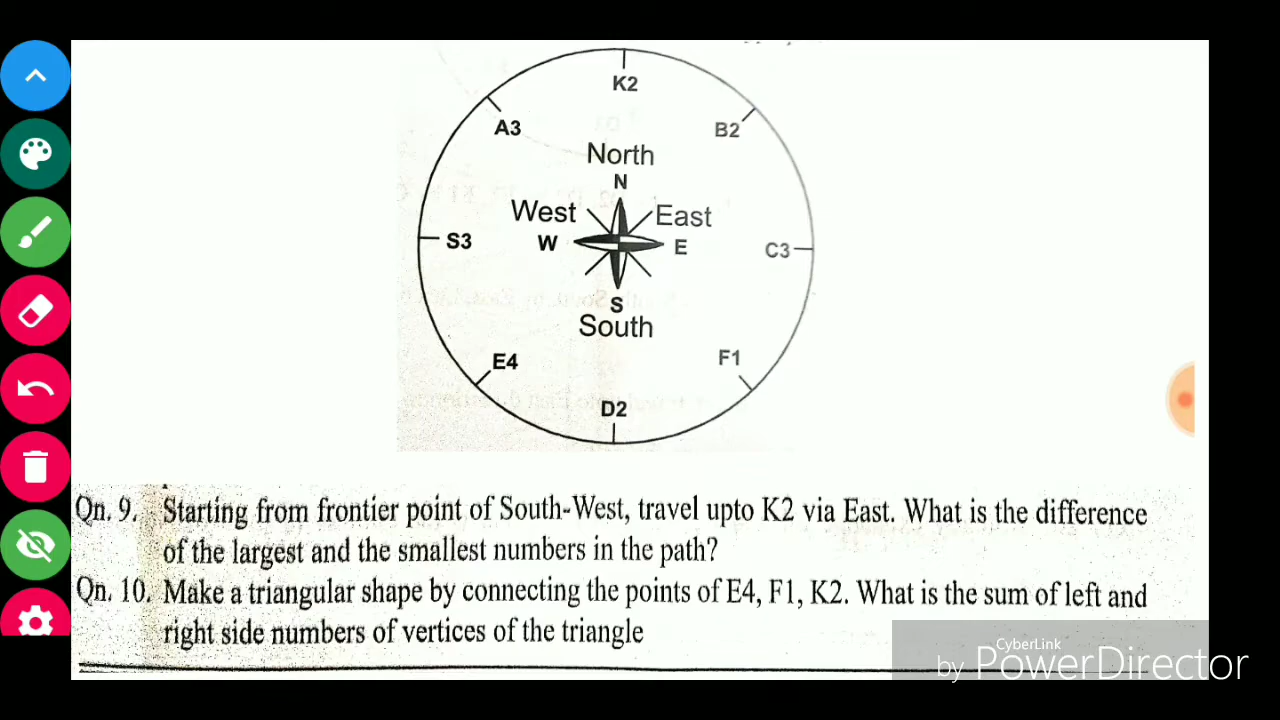 K2
A3
B2
North
N
West
East
S3
W
E
C3
S
South
E4
F1
D2
Qn. 9. Starting from frontier point of South-West, travel upto K2 via East. What is the difference
of the largest and the smallest numbers in the path?
Qn. 10. Make a triangular shape by connecting the points of E4, F1, K2. What is the sum of left and
right side numbers of vertices of the triangle
CyberLink
by PowerDirector